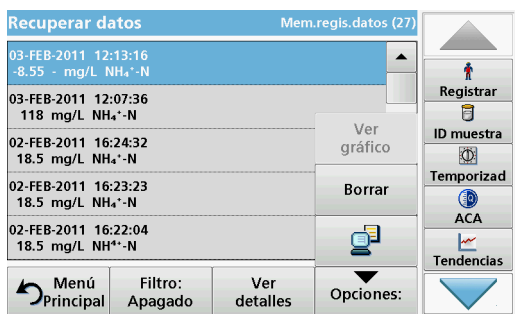 Recuperar datos
Mem.regis.datos (27)
03-FEB-2011 12:13:16
-8.55 - mg/L NH₄⁺-N
03-FEB-2011 12:07:36
118 mg/L NH₄⁺-N
02-FEB-2011 16:24:32
18.5 mg/L NH₄⁺-N
02-FEB-2011 16:23:23
18.5 mg/L NH₄⁺-N
02-FEB-2011 16:22:04
18.5 mg/L NH⁴⁺-N
Ver
gráfico
Borrar
Menú
Principal
Filtro:
Apagado
Ver
detalles
Opciones:
Registrar
ID muestra
Temporizad
ACA
Tendencias